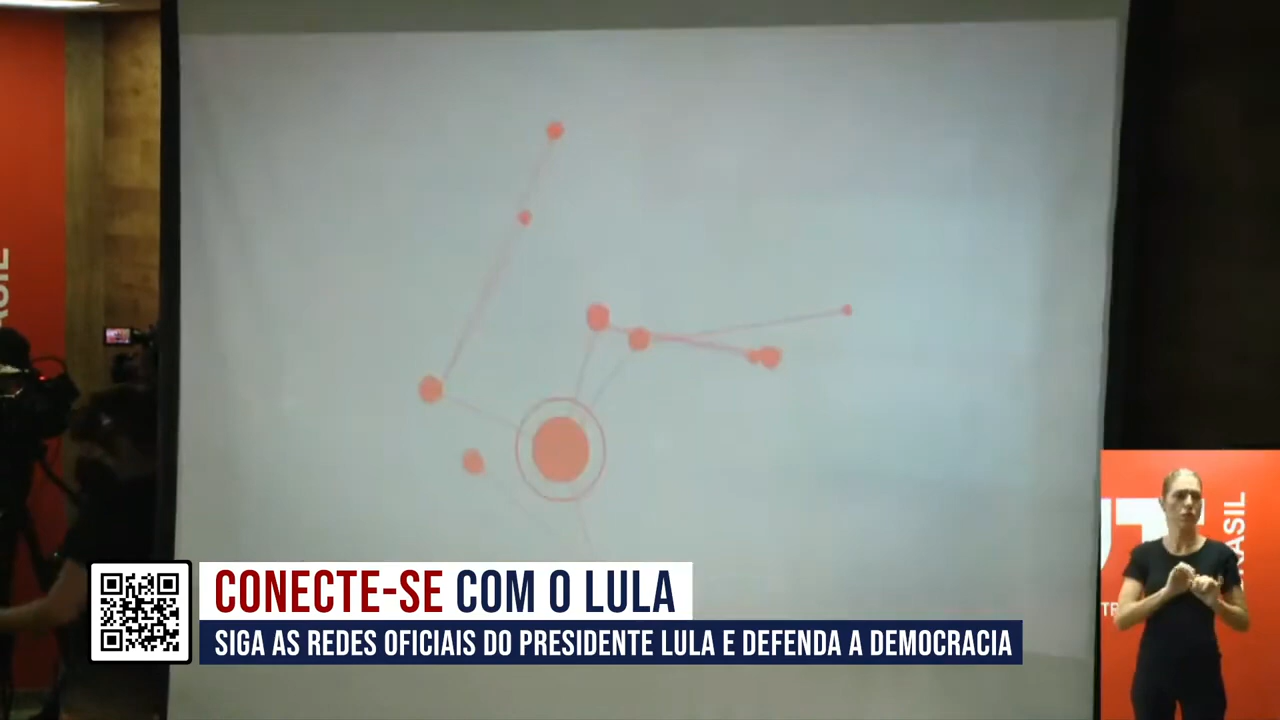 CONECTE-SE COM O LULA
SIGA AS REDES OFICIAIS DO PRESIDENTE LULA E DEFENDA A DEMOCRACIA